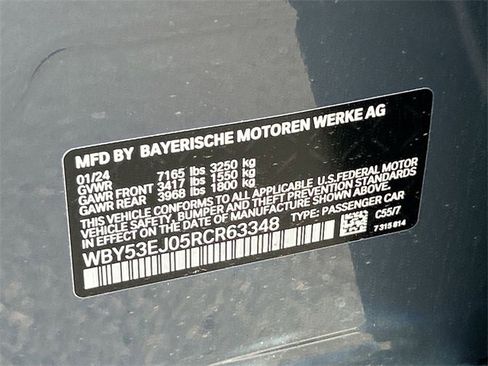 MFD BY BAYERISCHE MOTOREN WERKE AG
01/24
GVWR 7165 lbs 3250 kg
GAWR FRONT 3417 lbs 1550 kg
GAWR REAR 3968 lbs 1800 kg
THIS VEHICLE CONFORMS TO ALL APPLICABLE U.S.FEDERAL MOTOR
VEHICLE SAFETY, BUMPER AND THEFT PREVENTION STANDARDS
IN EFFECT ON THE DATE OF MANUFACTURE SHOWN ABOVE.
WBY53EJ05RCR63348 TYPE: PASSENGER CAR
C55/7
7 315 814